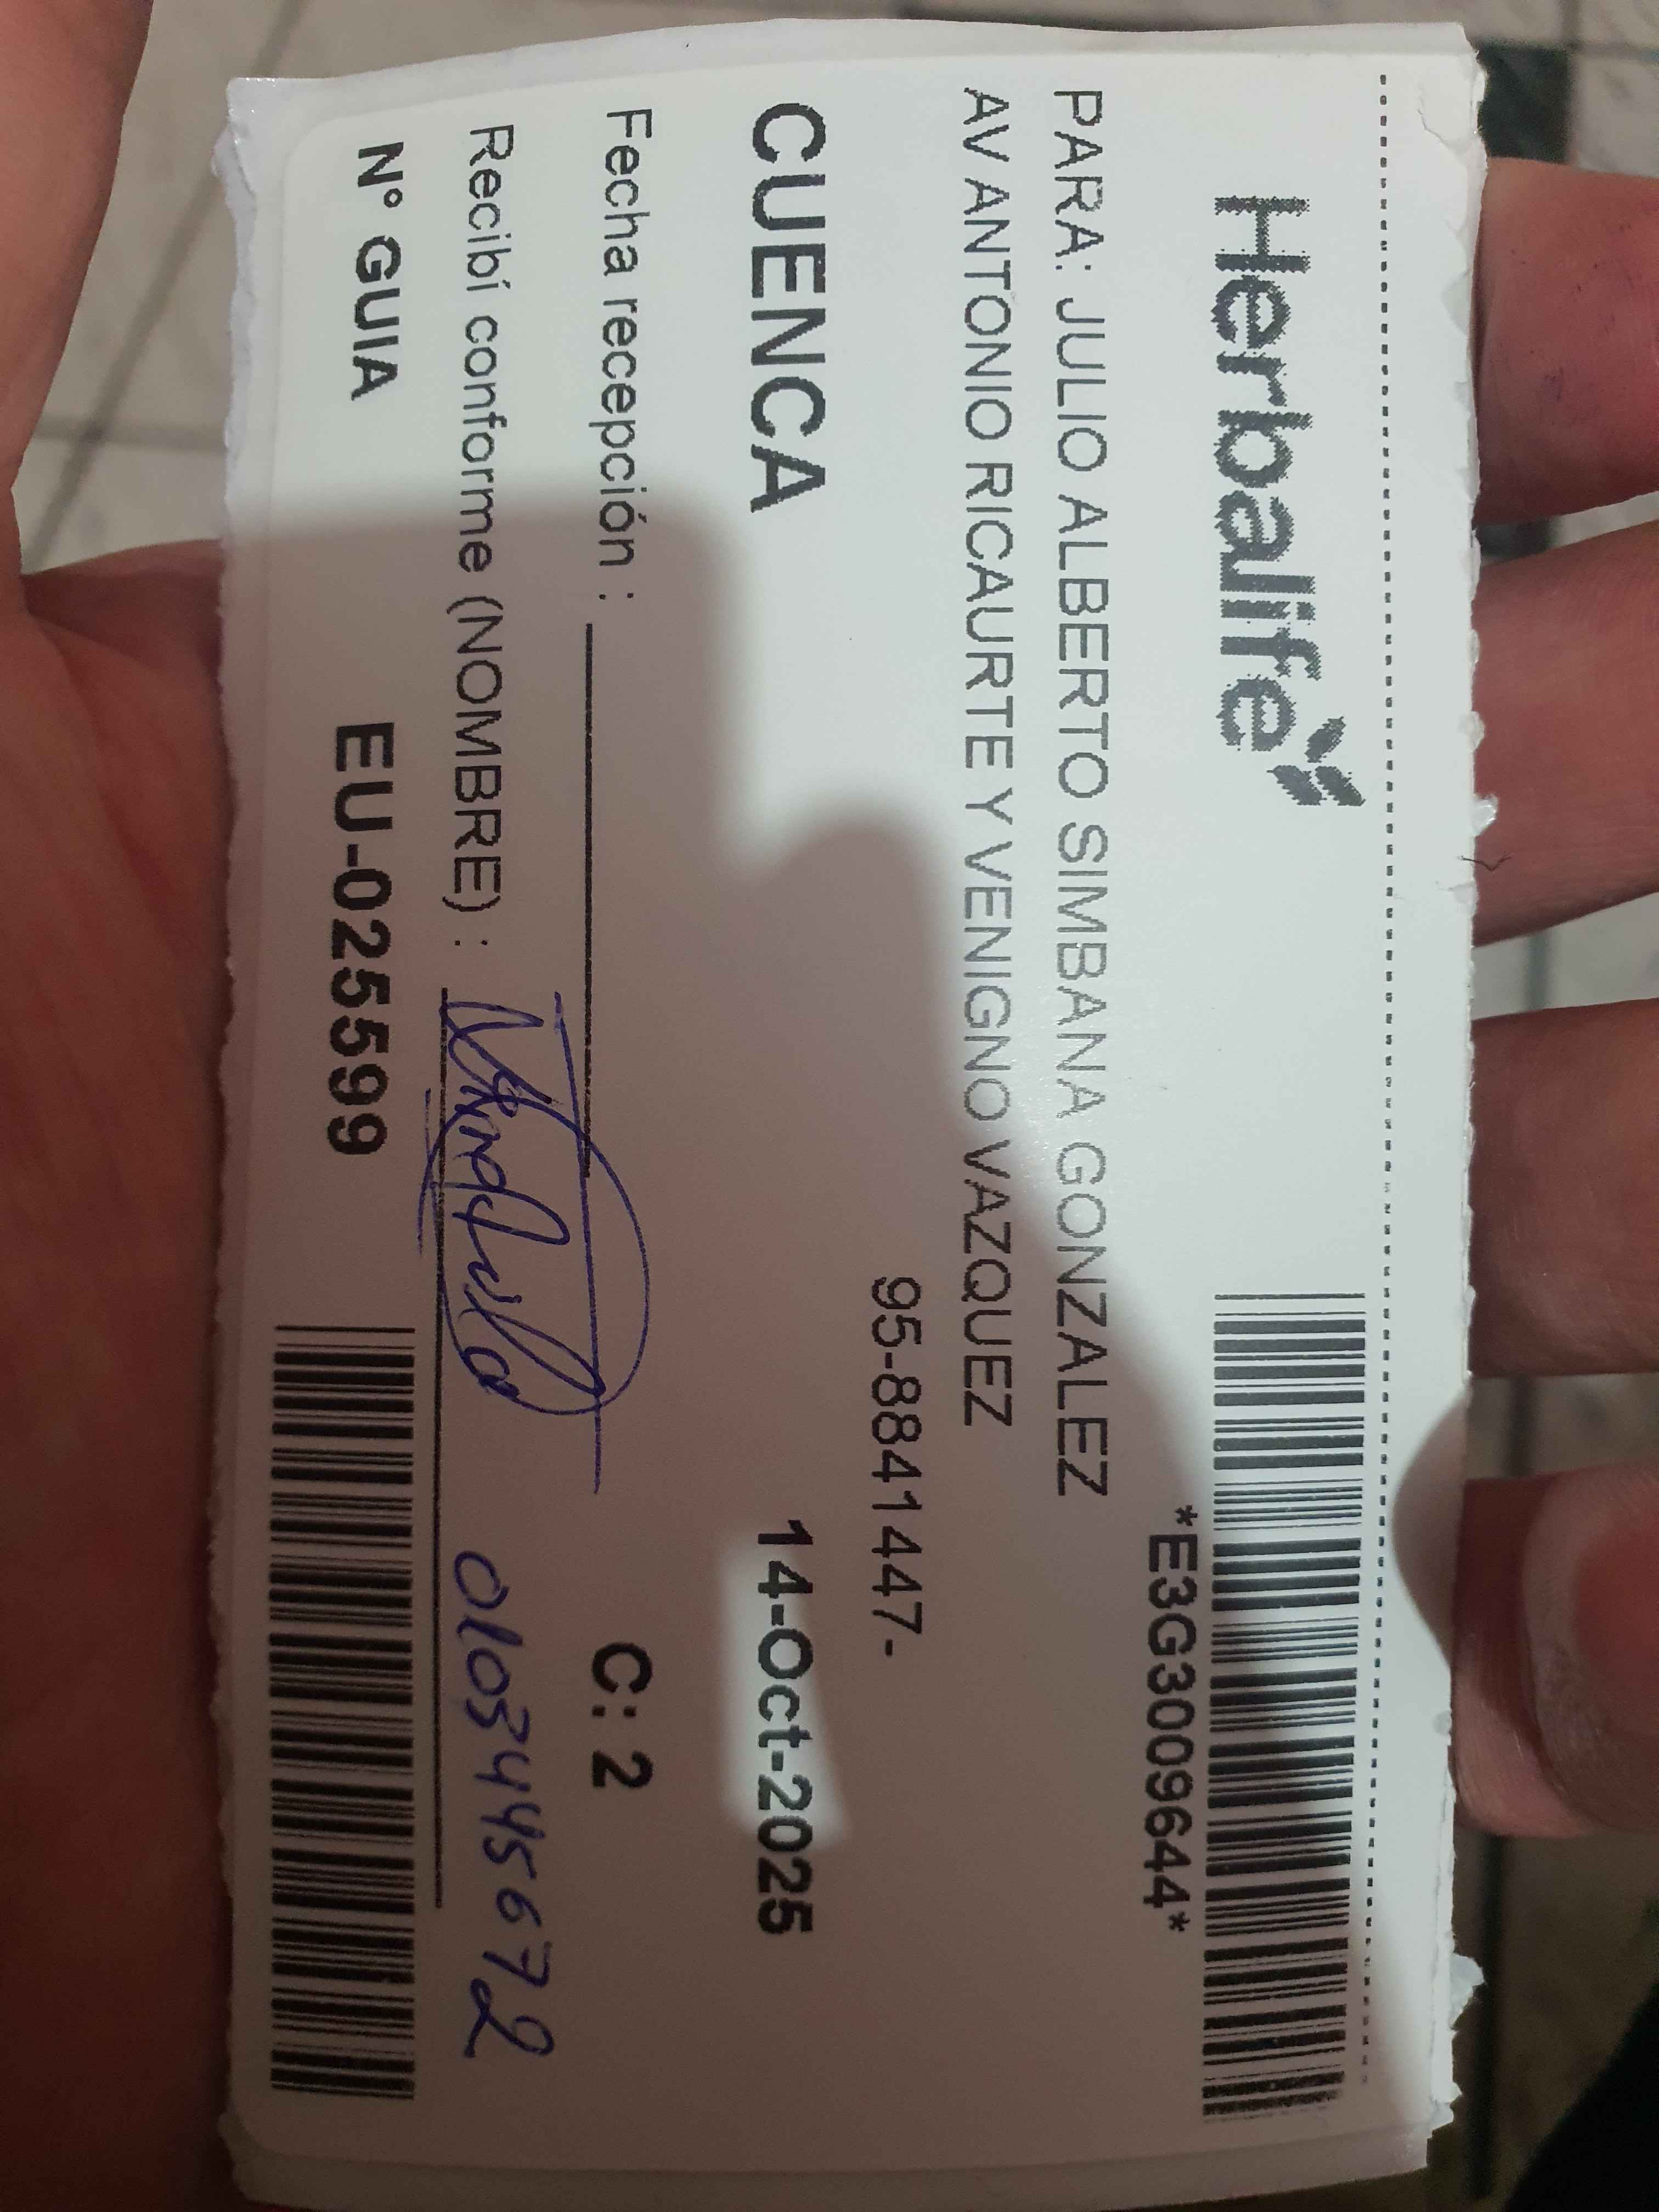 Herbalife
*E3G3009644*
PARA: JULIO ALBERTO SIMBANA GONZALEZ
AV ANTONIO RICAURTE Y VENIGNO VAZQUEZ
95-8841447-
CUENCA 14-Oct-2025
Fecha recepción : C: 2
Recibí conforme (NOMBRE) : 0103445672
N° GUIA EU-025599